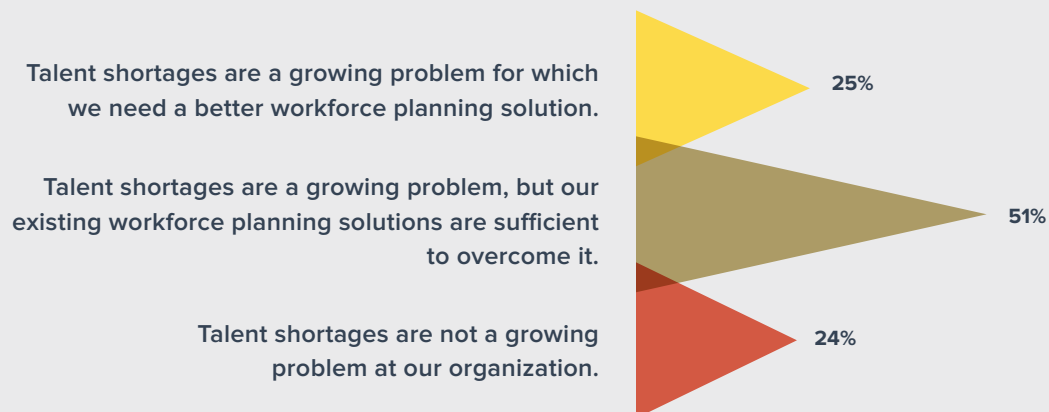 Talent shortages are a growing problem for which
we need a better workforce planning solution.
25%
Talent shortages are a growing problem, but our
existing workforce planning solutions are sufficient
to overcome it.
51%
Talent shortages are not a growing
problem at our organization.
24%